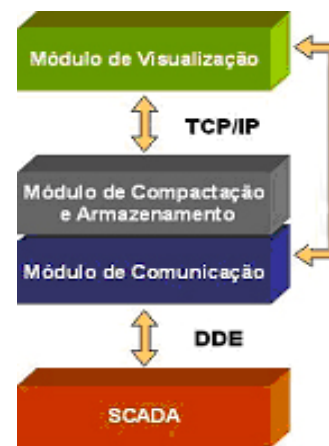 Módulo de Visualização
TCP/IP
Módulo de Compactação
e Armazenamento
Módulo de Comunicação
DDE
SCADA